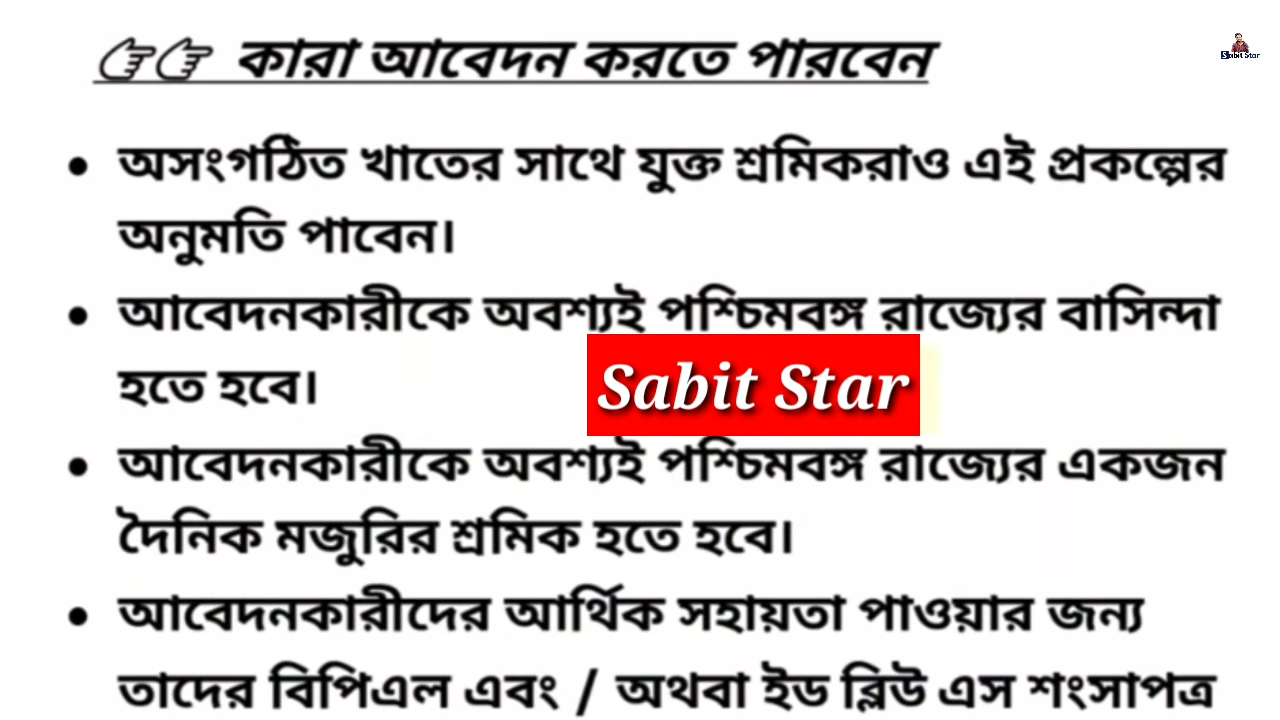 👉👉 কারা আবেদন করতে পারবেন
Sabit Star
• অসংগঠিত খাতের সাথে যুক্ত শ্রমিকরাও এই প্রকল্পের
অনুমতি পাবেন।
• আবেদনকারীকে অবশ্যই পশ্চিমবঙ্গ রাজ্যের বাসিন্দা
হতে হবে।
Sabit Star
• আবেদনকারীকে অবশ্যই পশ্চিমবঙ্গ রাজ্যের একজন
দৈনিক মজুরির শ্রমিক হতে হবে।
• আবেদনকারীদের আর্থিক সহায়তা পাওয়ার জন্য
তাদের বিপিএল এবং / অথবা ইড ব্লিউ এস শংসাপত্র